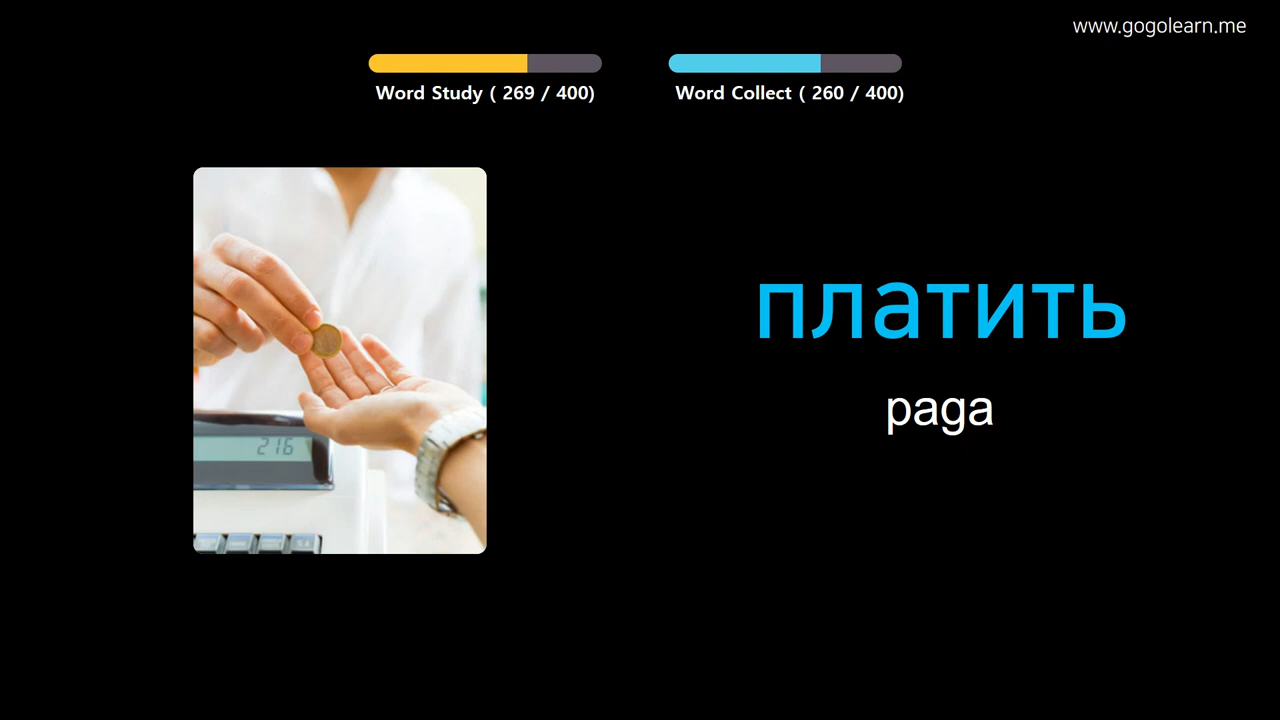 www.gogolearn.me
Word Study ( 269 / 400)
Word Collect ( 260 / 400)
216
платить
paga